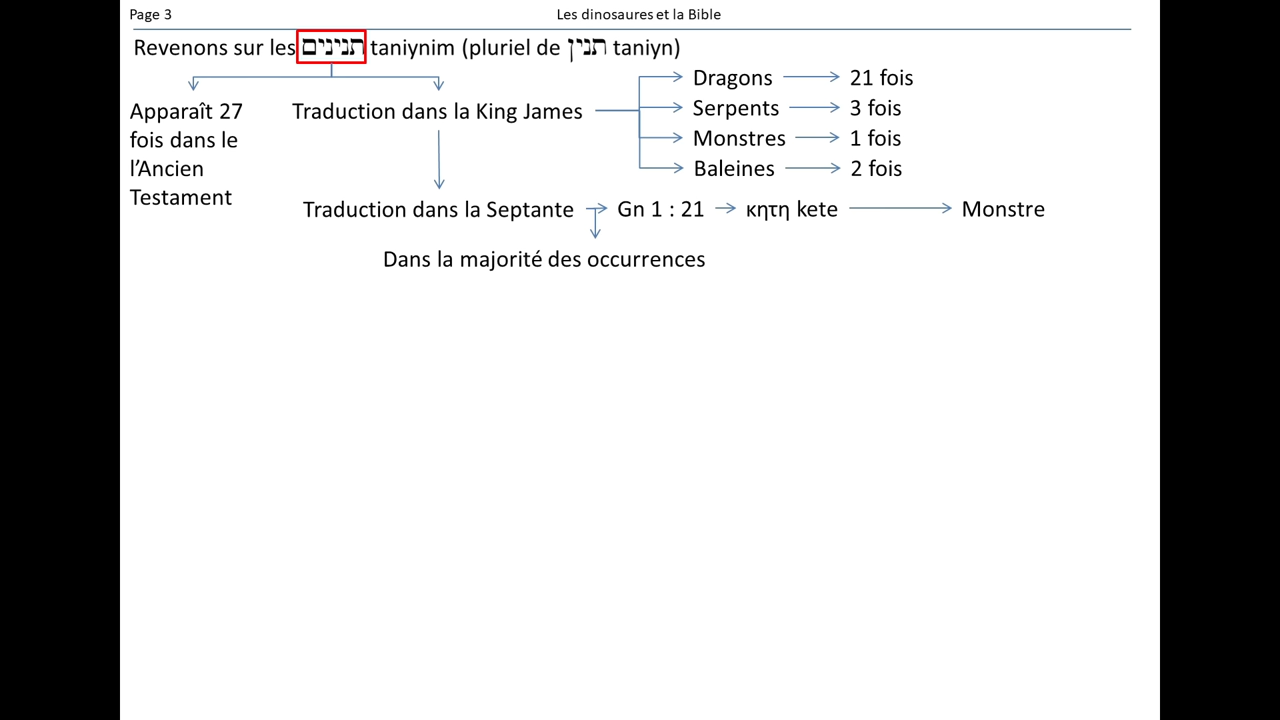 Page 3
Les dinosaures et la Bible
Revenons sur les תנינים taniynim (pluriel de תנין taniyn)
Apparaît 27
fois dans le
l’Ancien
Testament
Traduction dans la King James
Dragons
21 fois
Serpents
3 fois
Monstres
1 fois
Baleines
2 fois
Traduction dans la Septante
Gn 1 : 21
κητη kete
Monstre
Dans la majorité des occurrences